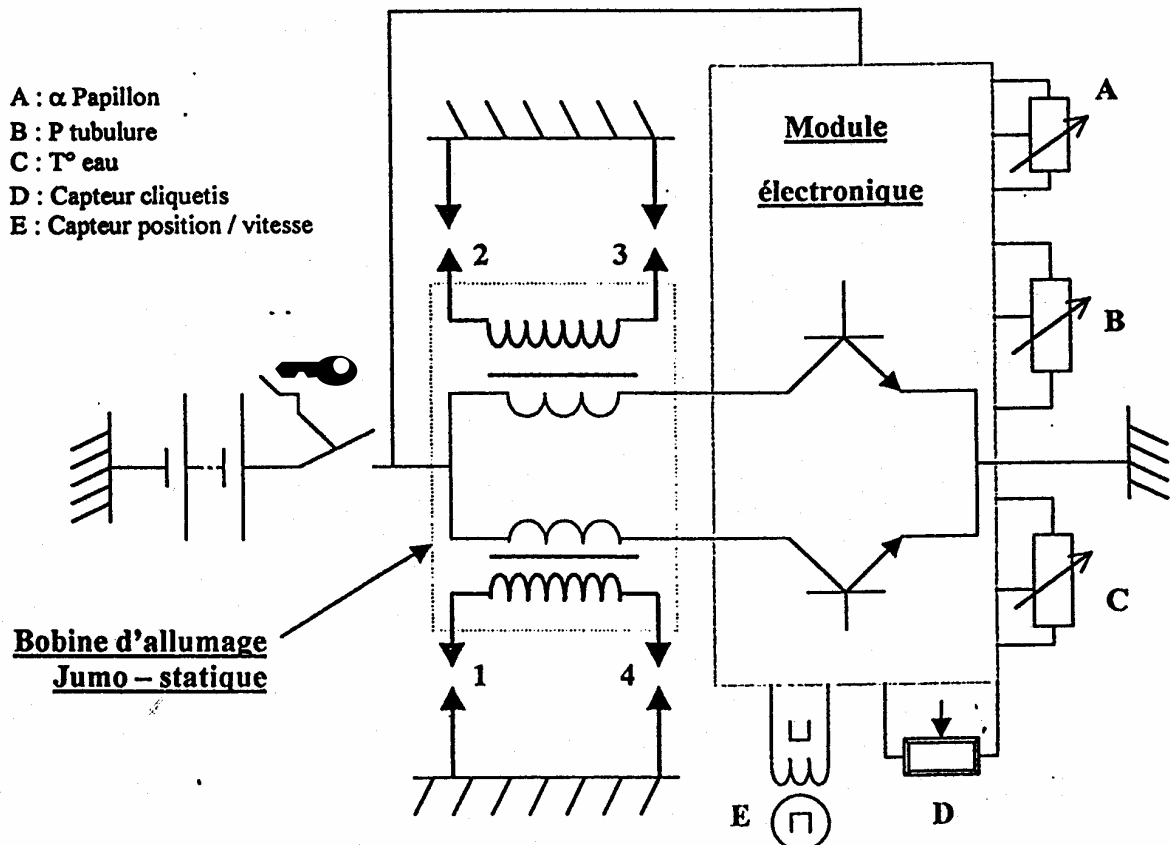 A : α Papillon
B : P tubulure
C : T° eau
D : Capteur cliquetis
E : Capteur position / vitesse
Module
électronique
A
2
3
B
C
Bobine d'allumage
Jumo – statique
1
4
E
D